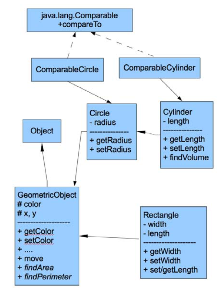 java.lang.Comparable
+compareTo
ComparableCircle
ComparableCylinder
Circle
- radius
----------------
+ getRadius
+ setRadius
Cylinder
- length
----------------
+ getLength
+ setLength
+ findVolume
Object
GeometricObject
# color
# x, y
--------------------
+ getColor
+ setColor
+ ....
+ move
+ findArea
+ findPerimeter
Rectangle
- width
- length
--------------------
+ getWidth
+ setWidth
+ set/getLength